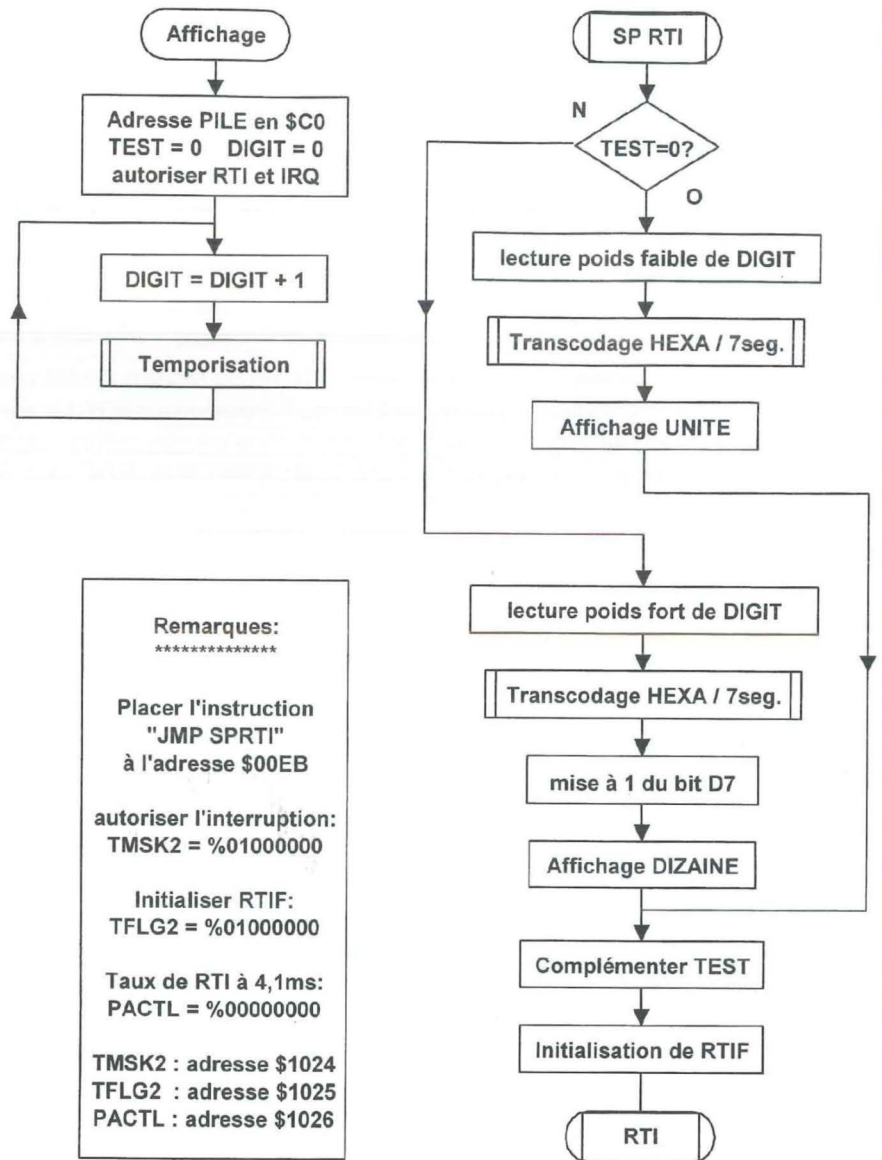 Affichage
Adresse PILE en $C0
TEST = 0 DIGIT = 0
autoriser RTI et IRQ
DIGIT = DIGIT + 1
Temporisation
SP RTI
N
TEST=0?
O
lecture poids faible de DIGIT
Transcodage HEXA / 7seg.
Affichage UNITE
lecture poids fort de DIGIT
Transcodage HEXA / 7seg.
mise à 1 du bit D7
Affichage DIZAINE
Complémenter TEST
Initialisation de RTIF
RTI
Remarques:
**************
Placer l'instruction
"JMP SPRTI"
à l'adresse $00EB
autoriser l'interruption:
TMSK2 = %01000000
Initialiser RTIF:
TFLG2 = %01000000
Taux de RTI à 4,1ms:
PACTL = %00000000
TMSK2 : adresse $1024
TFLG2 : adresse $1025
PACTL : adresse $1026